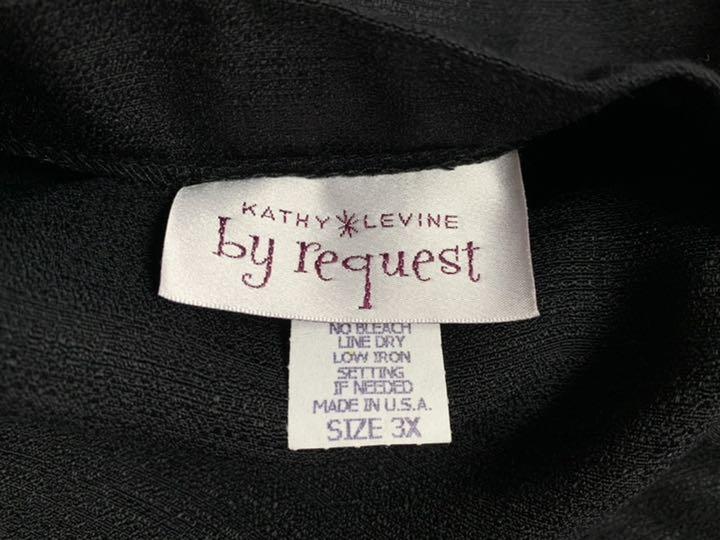 KATHY LEVINE
by request
NO BLEACH
LINE DRY
LOW IRON
SETTING
IF NEEDED
MADE IN U.S.A.
SIZE 3X